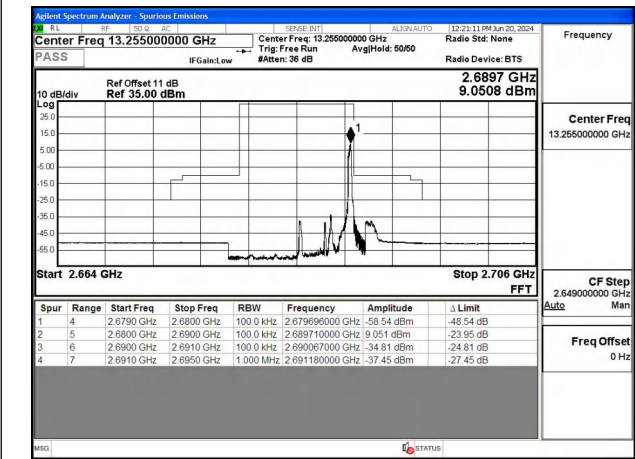 Agilent Spectrum Analyzer - Spurious Emissions
RL RF 50 Ω AC SENSE:INT ALIGN AUTO 12:21:11 PM Jun 20, 2024
Center Freq 13.255000000 GHz Center Freq: 13.255000000 GHz Radio Std: None
Trig: Free Run Avg|Hold: 50/50
PASS IFGain:Low #Atten: 36 dB Radio Device: BTS
Ref Offset 11 dB 2.6897 GHz
10 dB/div Ref 35.00 dBm 9.0508 dBm
Log
25.0
1
15.0
5.00
-5.00
-15.0
-25.0
-35.0
-45.0
-55.0
Start 2.664 GHz Stop 2.706 GHz
FFT
Spur Range Start Freq Stop Freq RBW Frequency Amplitude Δ Limit
1 4 2.6790 GHz 2.6800 GHz 100.0 kHz 2.679696000 GHz -58.54 dBm -48.54 dB
2 5 2.6800 GHz 2.6900 GHz 100.0 kHz 2.689710000 GHz 9.051 dBm -23.95 dB
3 6 2.6900 GHz 2.6910 GHz 100.0 kHz 2.690067000 GHz -34.81 dBm -24.81 dB
4 7 2.6910 GHz 2.6950 GHz 1.000 MHz 2.691180000 GHz -37.45 dBm -27.45 dB
MSG STATUS
Frequency
Center Freq
13.255000000 GHz
CF Step
2.649000000 GHz
Auto Man
Freq Offset
0 Hz